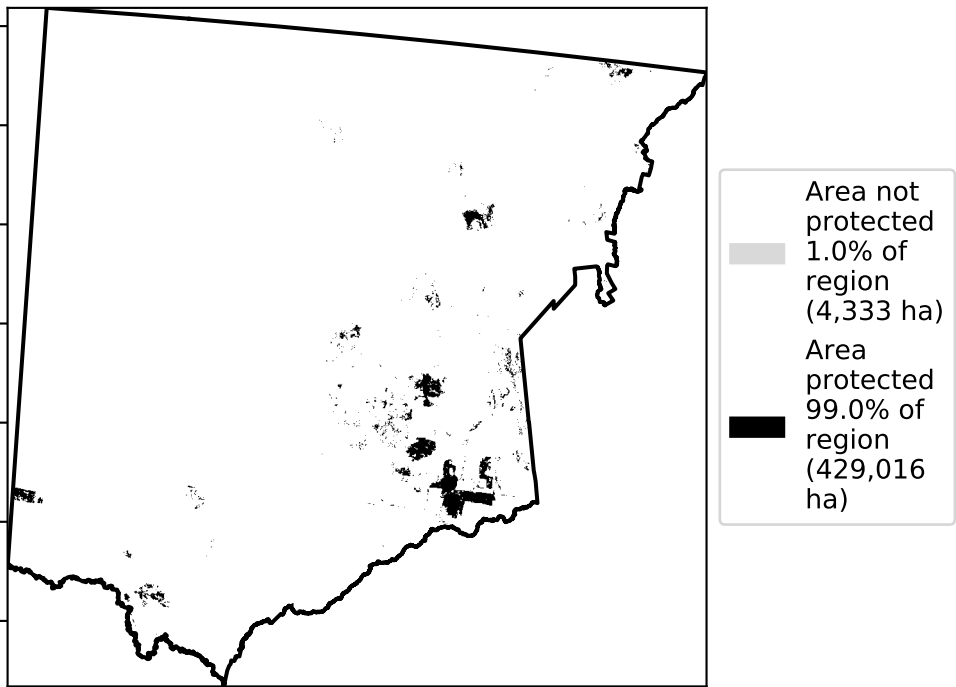 Area not
protected
1.0% of
region
(4,333 ha)
Area
protected
99.0% of
region
(429,016
ha)